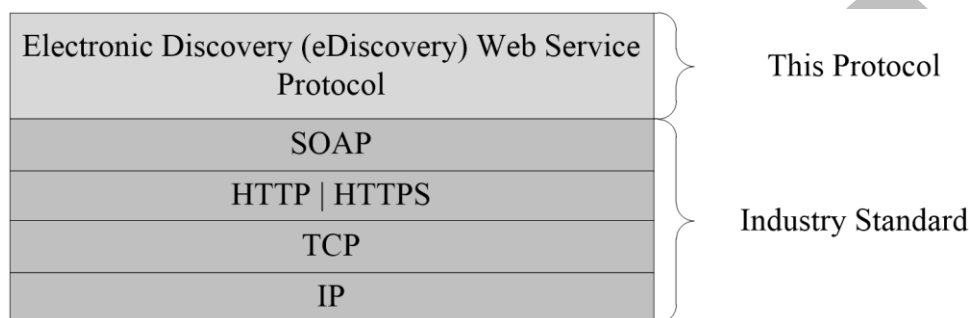 Electronic Discovery (eDiscovery) Web Service
Protocol
This Protocol
SOAP
HTTP | HTTPS
TCP
IP
Industry Standard